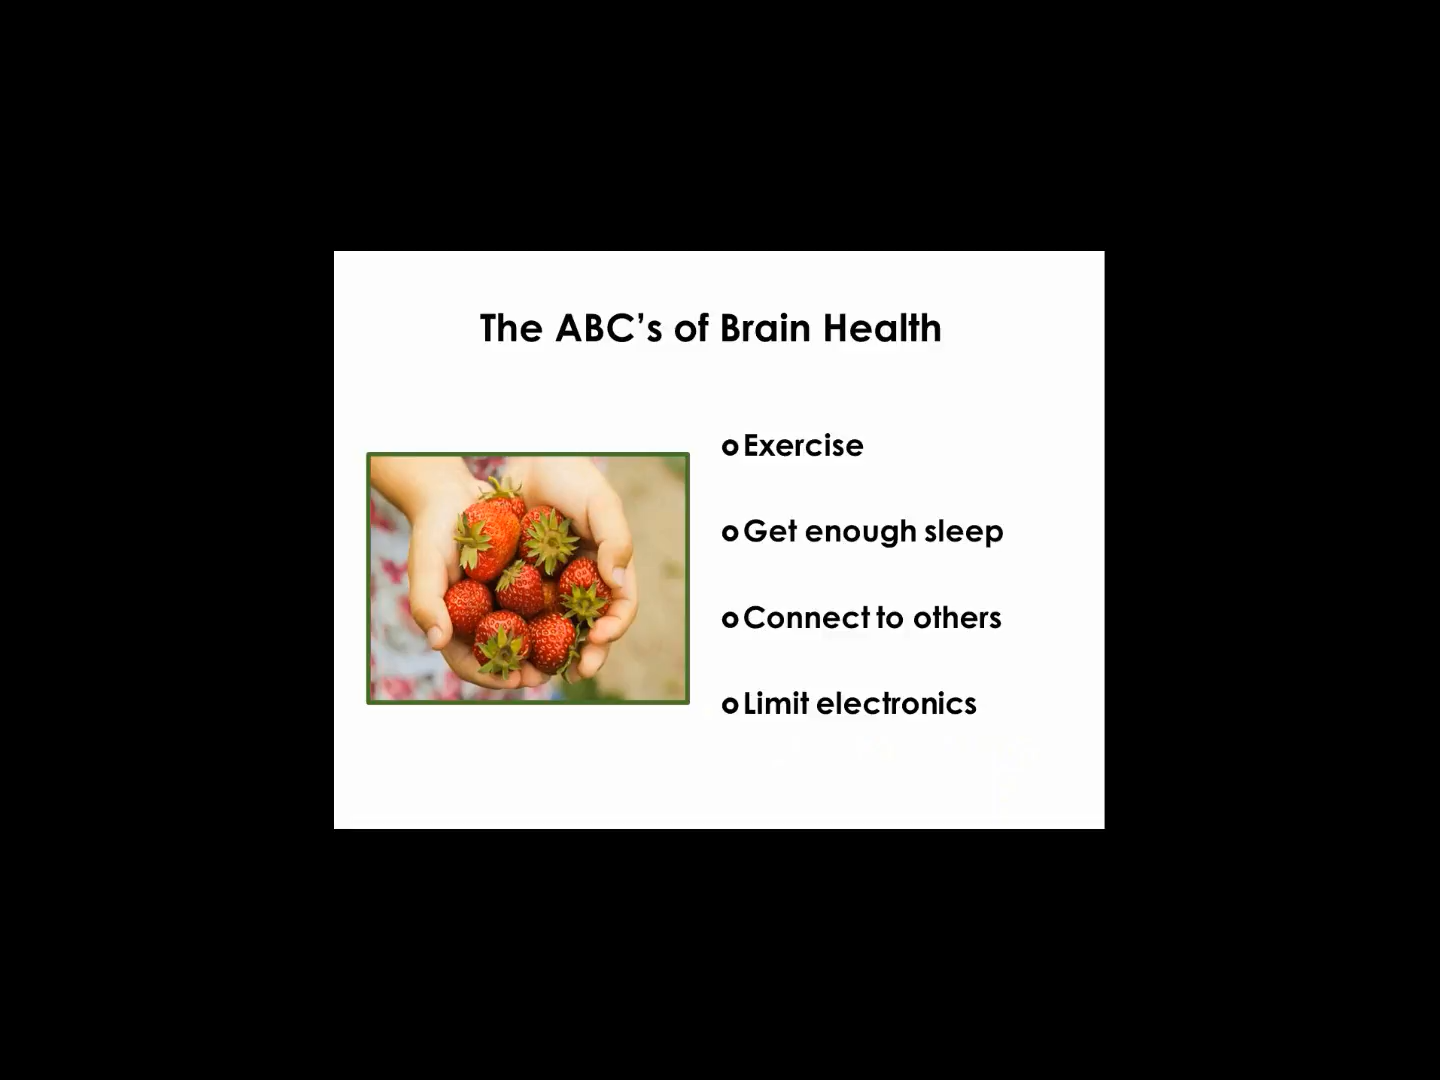 The ABC’s of Brain Health
Exercise
Get enough sleep
Connect to others
Limit electronics